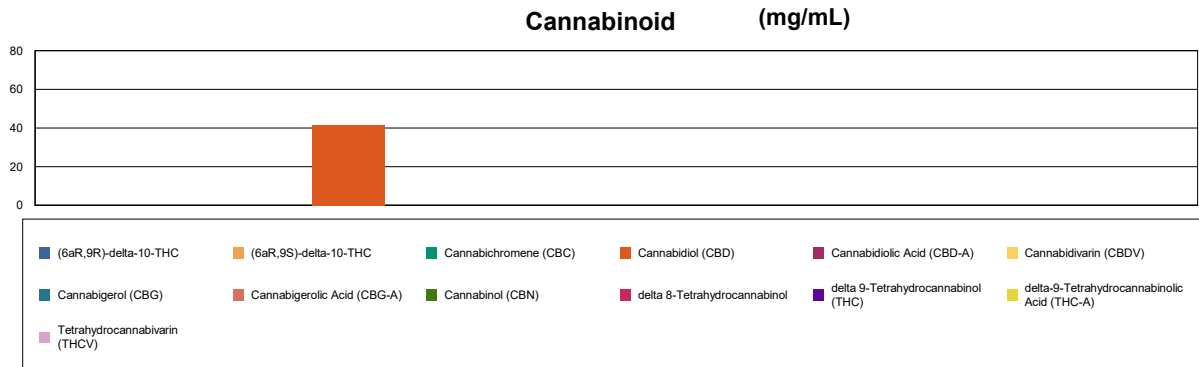 Cannabinoid (mg/mL)
80
60
40
20
0
(6aR,9R)-delta-10-THC
(6aR,9S)-delta-10-THC
Cannabichromene (CBC)
Cannabidiol (CBD)
Cannabidiolic Acid (CBD-A)
Cannabidivarin (CBDV)
Cannabigerol (CBG)
Cannabigerolic Acid (CBG-A)
Cannabinol (CBN)
delta 8-Tetrahydrocannabinol
delta 9-Tetrahydrocannabinol
(THC)
delta-9-Tetrahydrocannabinolic
Acid (THC-A)
Tetrahydrocannabivarin
(THCV)